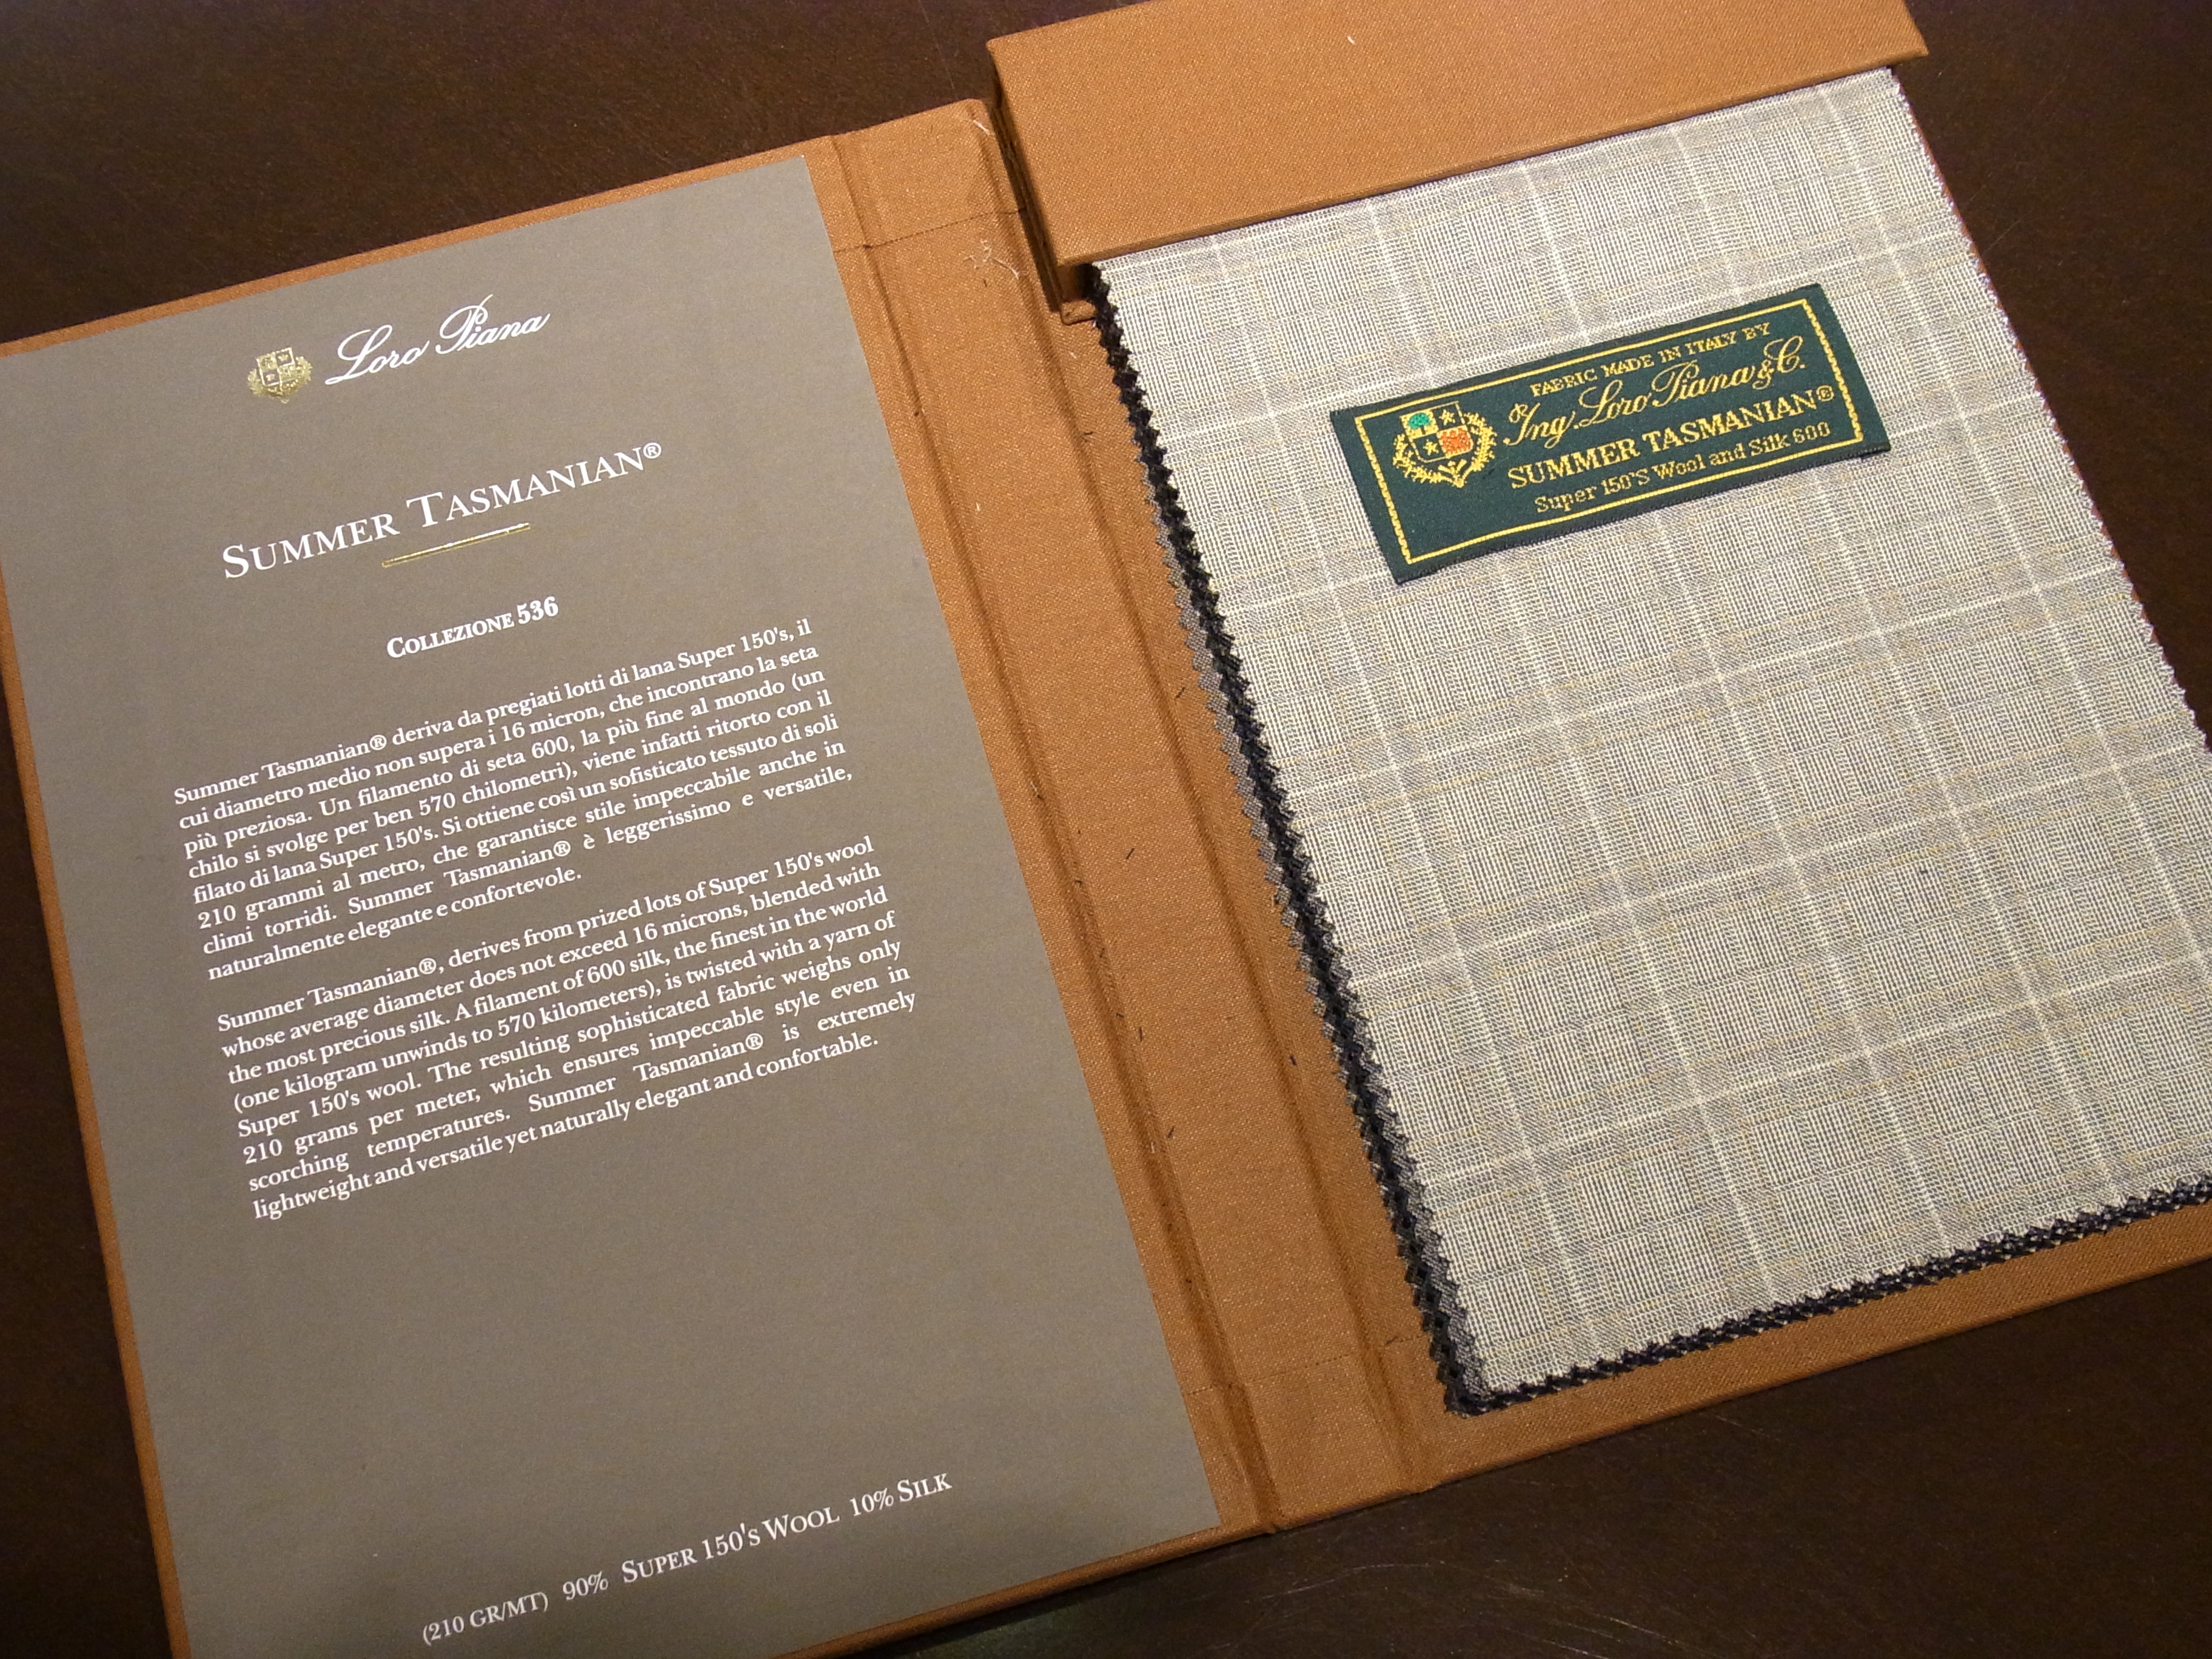 Loro Piana
SUMMER TASMANIAN®
COLLEZIONE 536
Summer Tasmanian® deriva da pregiati lotti di lana Super 150's, il
cui diametro medio non supera i 16 micron, che incontrano la seta
più preziosa. Un filamento di seta 600, la più fine al mondo (un
chilo si svolge per ben 570 chilometri), viene infatti ritorto con il
filato di lana Super 150's. Si ottiene così un sofisticato tessuto di soli
210 grammi al metro, che garantisce stile impeccabile anche in
climi torridi. Summer Tasmanian® è leggerissimo e versatile,
naturalmente elegante e confortevole.
Summer Tasmanian®, derives from prized lots of Super 150's wool
whose average diameter does not exceed 16 microns, blended with
the most precious silk. A filament of 600 silk, the finest in the world
(one kilogram unwinds to 570 kilometers), is twisted with a yarn of
Super 150's wool. The resulting sophisticated fabric weighs only
210 grams per meter, which ensures impeccable style even in
scorching temperatures. Summer Tasmanian® is extremely
lightweight and versatile yet naturally elegant and confortable.
(210 GR/MT) 90% SUPER 150'S WOOL 10% SILK
FABRIC MADE IN ITALY BY
Ing. Loro Piana & C.
SUMMER TASMANIAN®
Super 150'S Wool and Silk 600